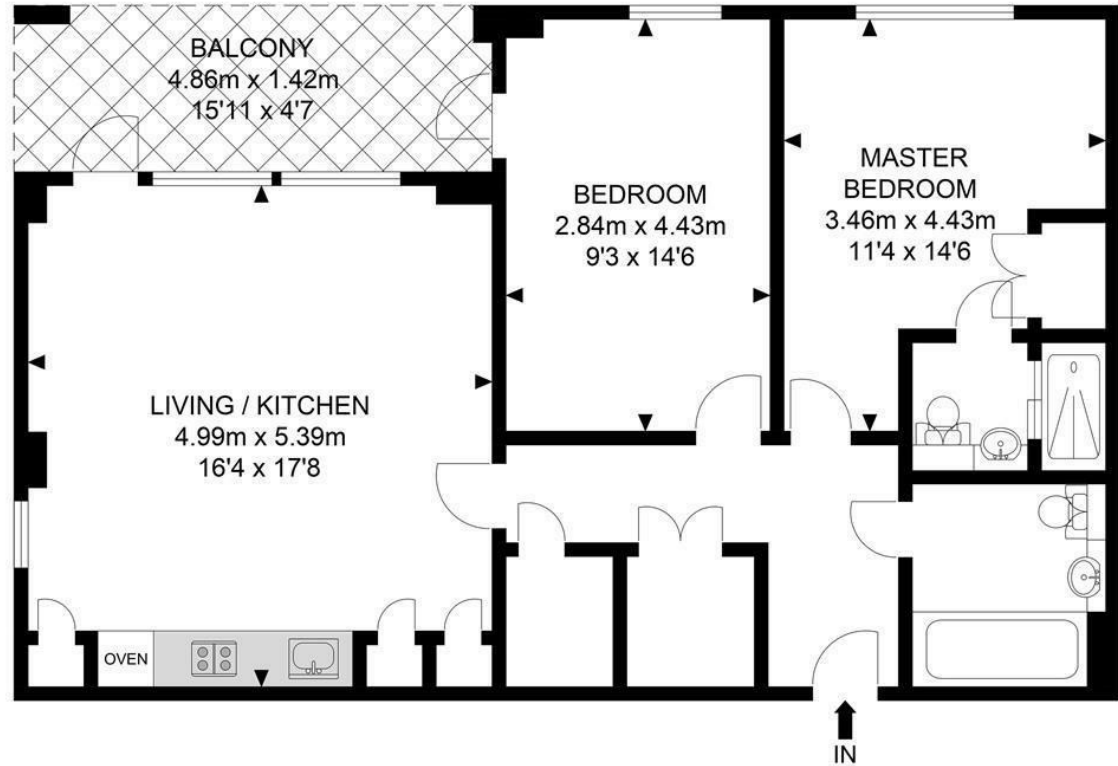 BALCONY
4.86m x 1.42m
15'11 x 4'7
BEDROOM
2.84m x 4.43m
9'3 x 14'6
MASTER
BEDROOM
3.46m x 4.43m
11'4 x 14'6
LIVING / KITCHEN
4.99m x 5.39m
16'4 x 17'8
OVEN
IN